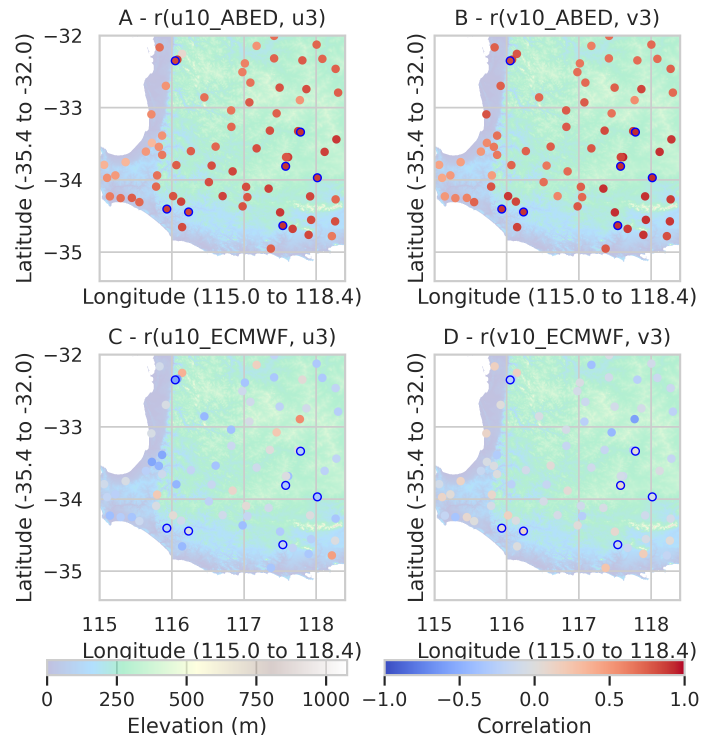 A - r(u10_ABED, u3)
B - r(v10_ABED, v3)
−32
−33
−34
−35
Latitude (-35.4 to -32.0)
Longitude (115.0 to 118.4)
−32
−33
−34
−35
Latitude (-35.4 to -32.0)
Longitude (115.0 to 118.4)
C - r(u10_ECMWF, u3)
D - r(v10_ECMWF, v3)
−32
−33
−34
−35
Latitude (-35.4 to -32.0)
115 116 117 118
Longitude (115.0 to 118.4)
−32
−33
−34
−35
Latitude (-35.4 to -32.0)
115 116 117 118
Longitude (115.0 to 118.4)
0 250 500 750 1000
Elevation (m)
−1.0 −0.5 0.0 0.5 1.0
Correlation